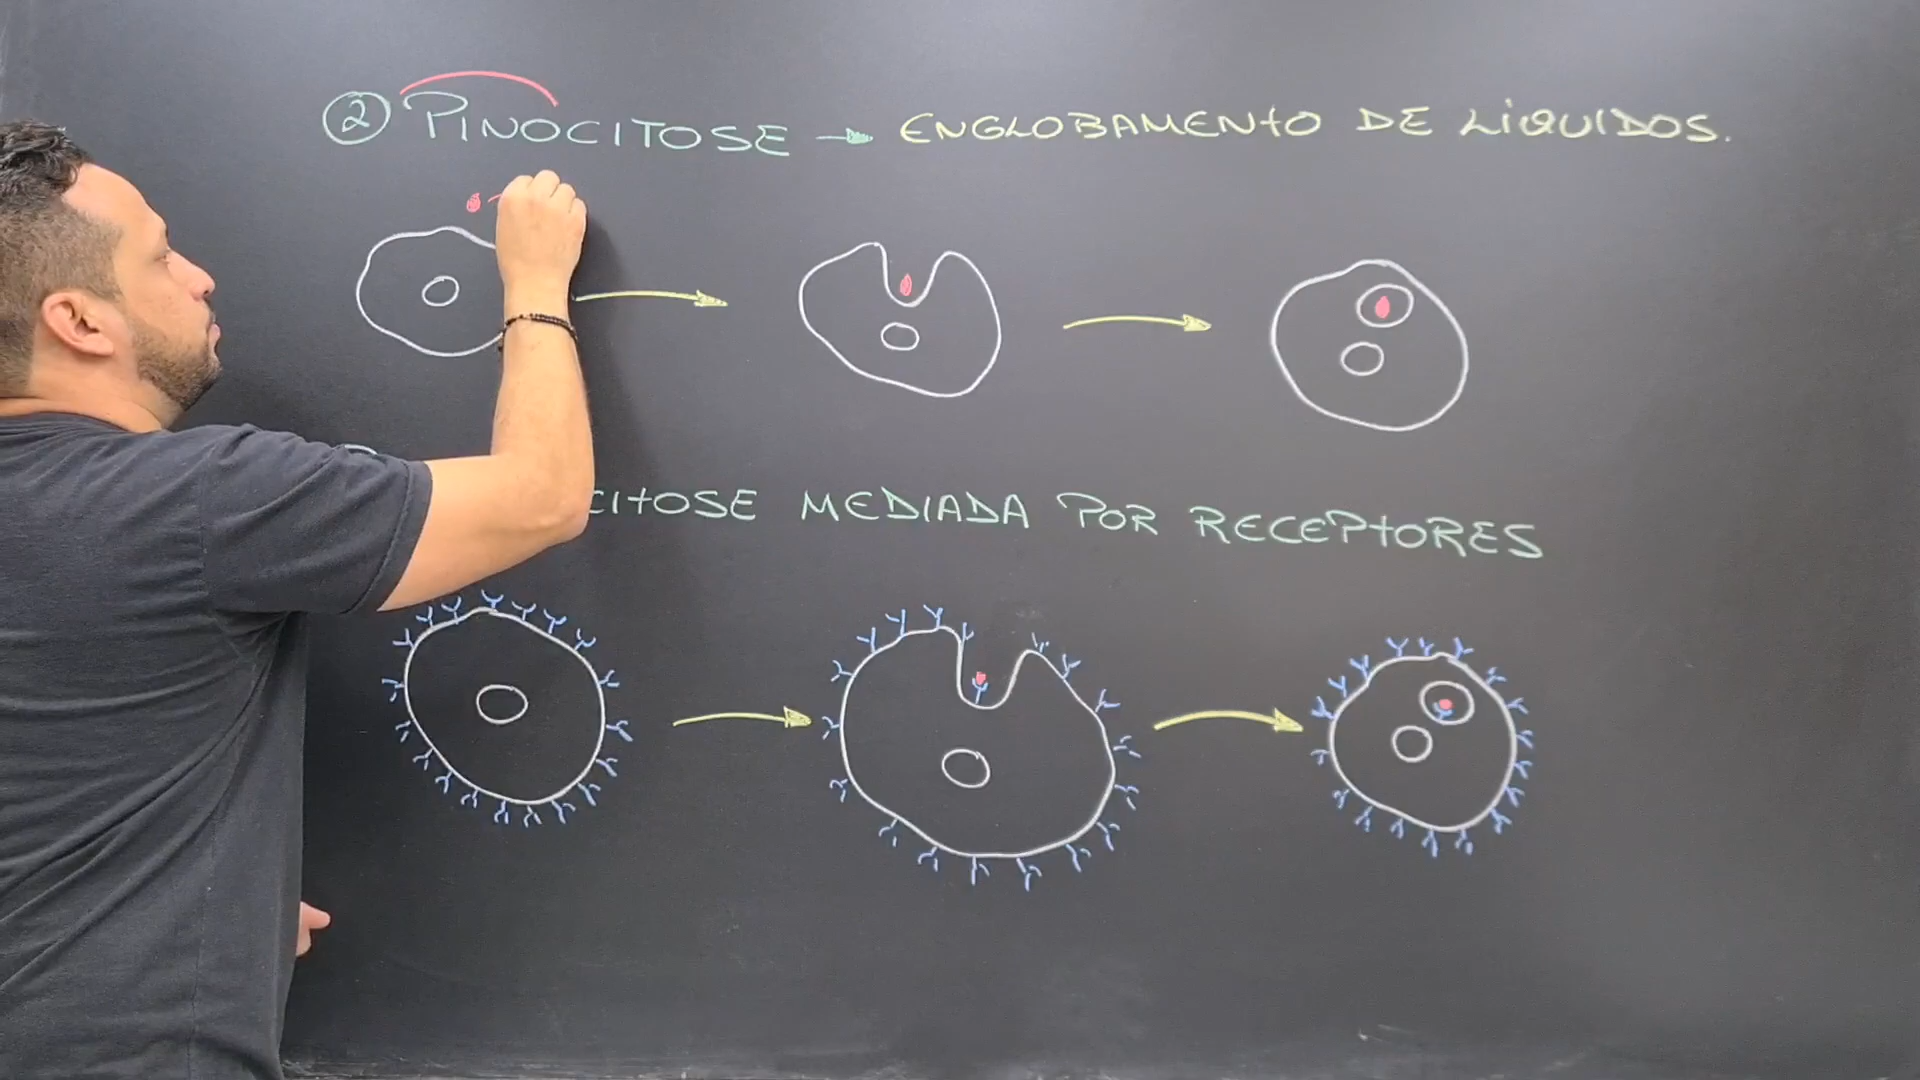 2 PINOCITOSE → ENGLOBAMENTO DE LÍQUIDOS.
CITOSE MEDIADA POR RECEPTORES